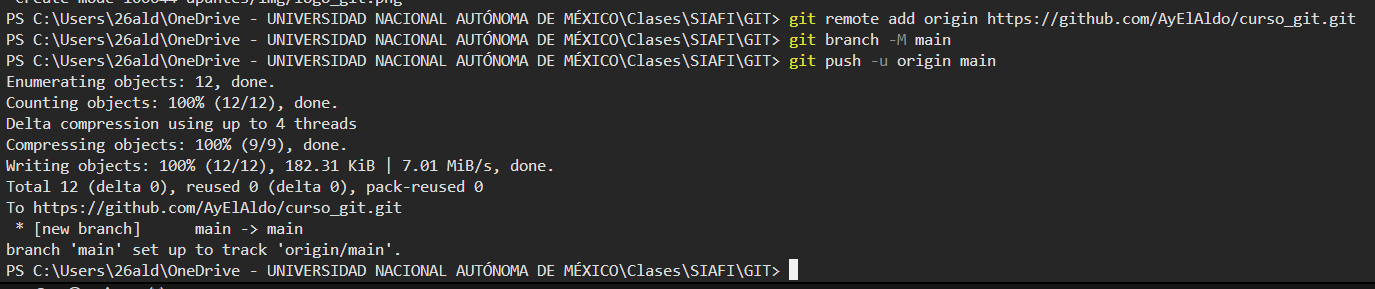 create mode 100644 apuntes/img/logo_git.png
PS C:\Users\26ald\OneDrive - UNIVERSIDAD NACIONAL AUTÓNOMA DE MÉXICO\Clases\SIAFI\GIT> git remote add origin https://github.com/AyElAldo/curso_git.git
PS C:\Users\26ald\OneDrive - UNIVERSIDAD NACIONAL AUTÓNOMA DE MÉXICO\Clases\SIAFI\GIT> git branch -M main
PS C:\Users\26ald\OneDrive - UNIVERSIDAD NACIONAL AUTÓNOMA DE MÉXICO\Clases\SIAFI\GIT> git push -u origin main
Enumerating objects: 12, done.
Counting objects: 100% (12/12), done.
Delta compression using up to 4 threads
Compressing objects: 100% (9/9), done.
Writing objects: 100% (12/12), 182.31 KiB | 7.01 MiB/s, done.
Total 12 (delta 0), reused 0 (delta 0), pack-reused 0
To https://github.com/AyElAldo/curso_git.git
 * [new branch]      main -> main
branch 'main' set up to track 'origin/main'.
PS C:\Users\26ald\OneDrive - UNIVERSIDAD NACIONAL AUTÓNOMA DE MÉXICO\Clases\SIAFI\GIT>